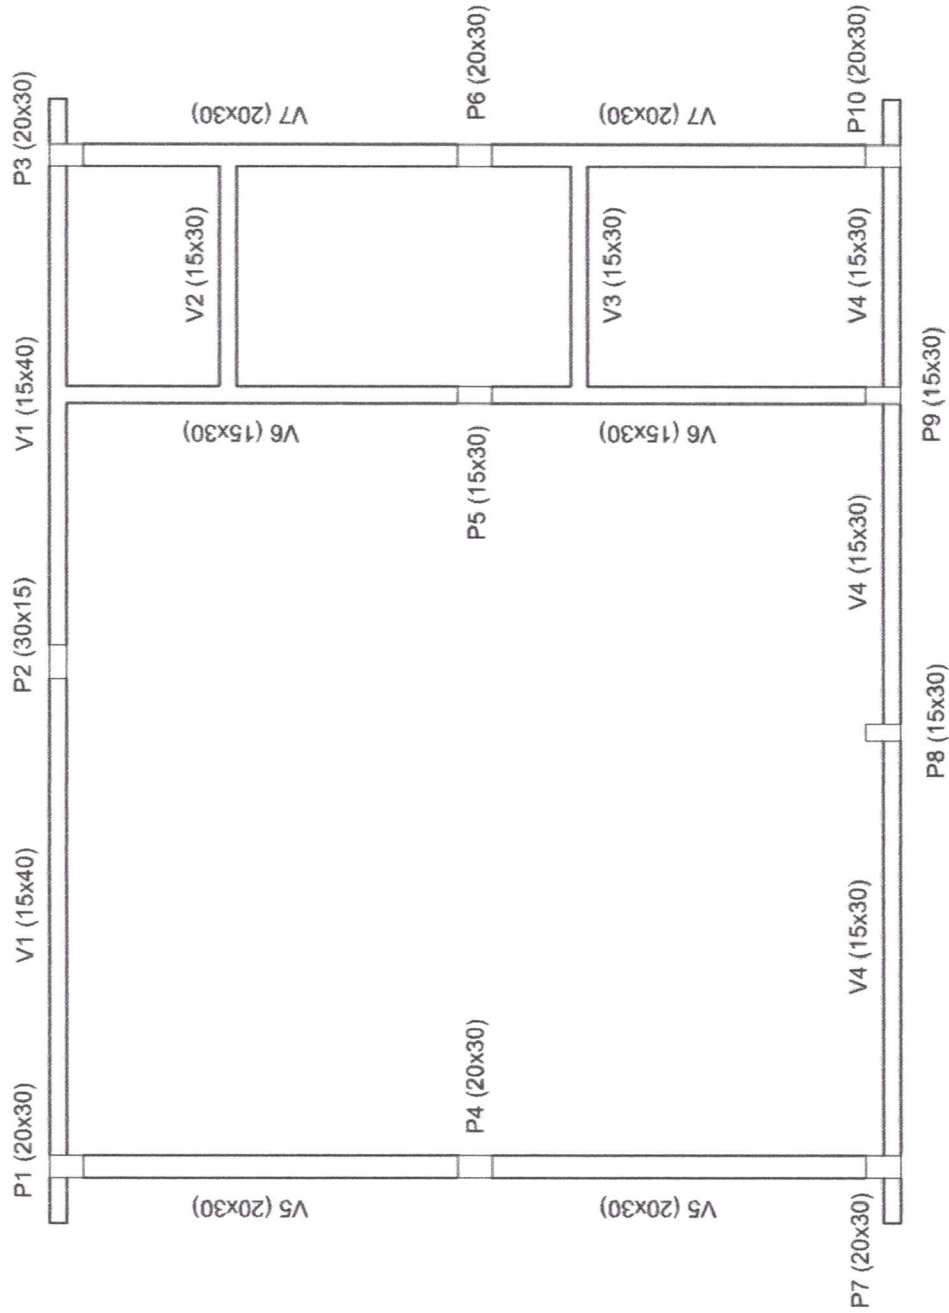 P1 (20x30)
V1 (15x40)
P2 (30x15)
V1 (15x40)
P3 (20x30)
V5 (20x30)
V6 (15x30)
V2 (15x30)
V7 (20x30)
P4 (20x30)
P5 (15x30)
P6 (20x30)
V5 (20x30)
V6 (15x30)
V3 (15x30)
V7 (20x30)
P7 (20x30)
V4 (15x30)
V4 (15x30)
V4 (15x30)
P10 (20x30)
P8 (15x30)
P9 (15x30)